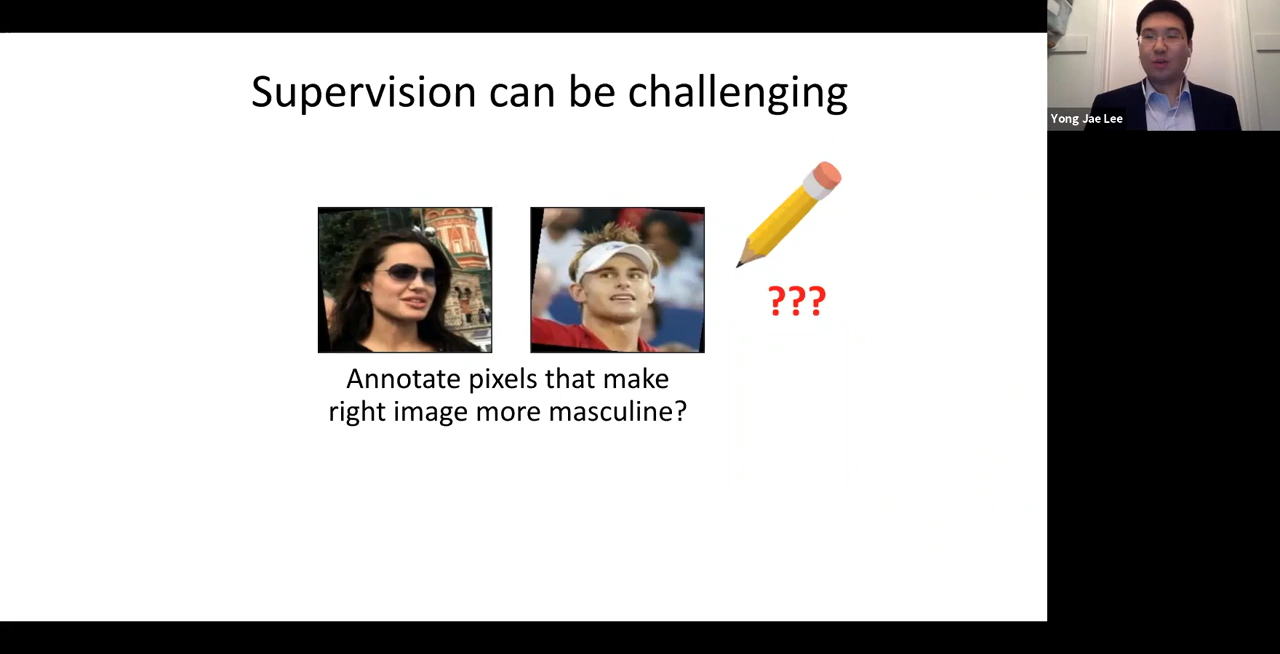 Supervision can be challenging
Yong Jae Lee
???
Annotate pixels that make
right image more masculine?